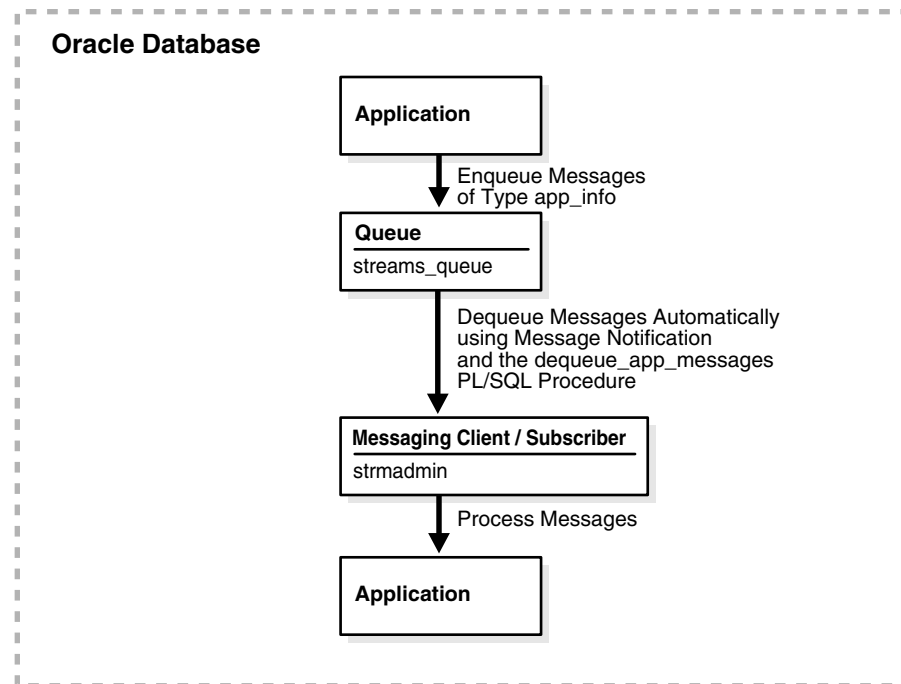 Oracle Database
Application
Enqueue Messages
of Type app_info
Queue
streams_queue
Dequeue Messages Automatically
using Message Notification
and the dequeue_app_messages
PL/SQL Procedure
Messaging Client / Subscriber
strmadmin
Process Messages
Application